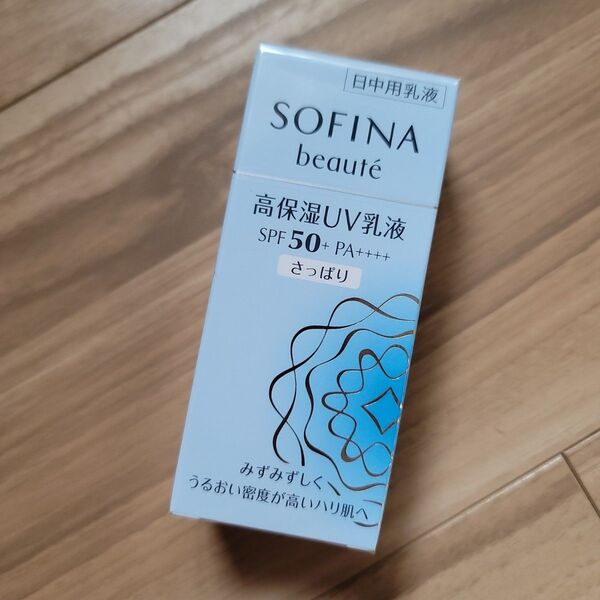 日中用乳液
SOFINA
beauté
高保湿UV乳液
SPF50+ PA++++
さっぱり
みずみずしく、
うるおい密度が高いハリ肌へ